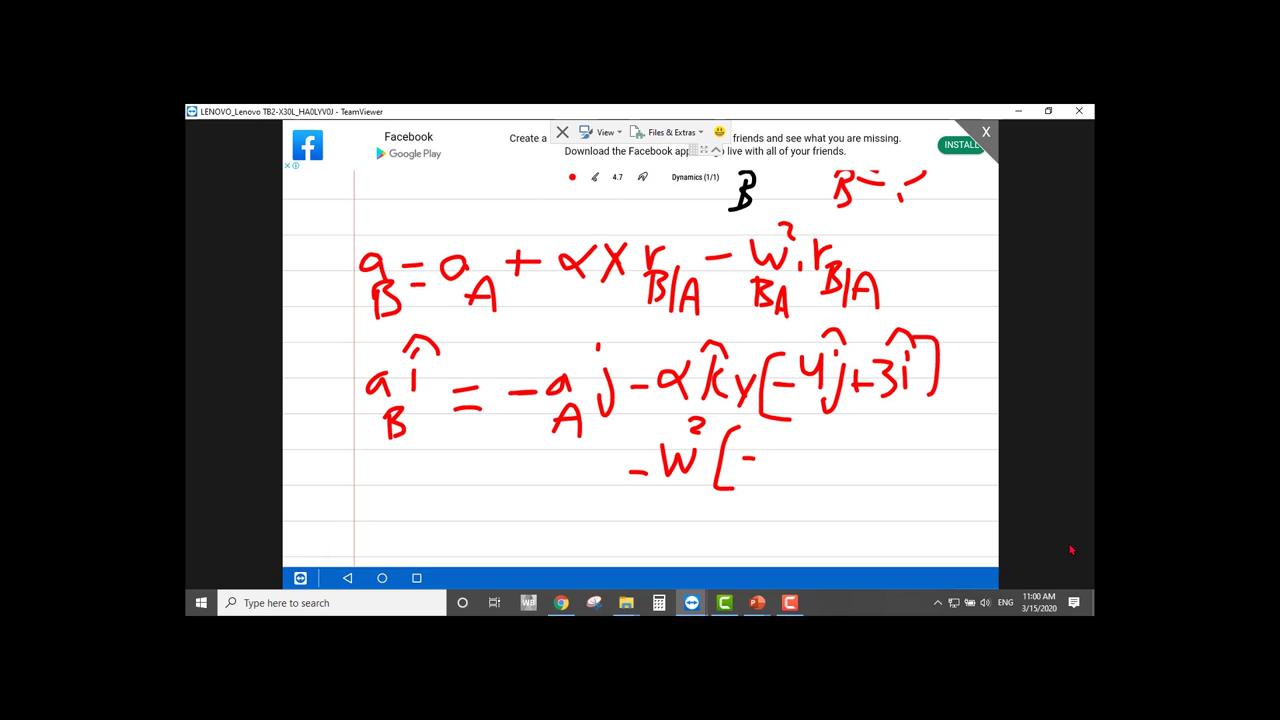 LENOVO_Lenovo TB2-X30L_HA0LYV0J - TeamViewer
Facebook
Google Play
View
Files & Extras
Create a friends and see what you are missing.
Download the Facebook app live with all of your friends.
INSTALL
X
4.7
Dynamics (1/1)
B B = ?
a_B = a_A + α X r_B/A - w²_BA . r_B/A
a_B î = - a_A j - α k̂ x [-4ĵ + 3î]
- w² [ -
Type here to search
WB
ENG
11:00 AM
3/15/2020